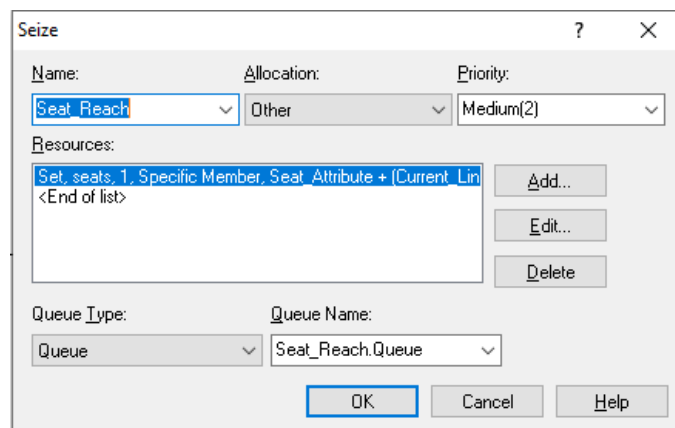 Seize ? ×
Name: Allocation: Priority:
Seat_Reach Other Medium(2)
Resources:
Set, seats, 1, Specific Member, Seat_Attribute + (Current_Lin
<End of list>
Add...
Edit...
Delete
Queue Type: Queue Name:
Queue Seat_Reach.Queue
OK Cancel Help